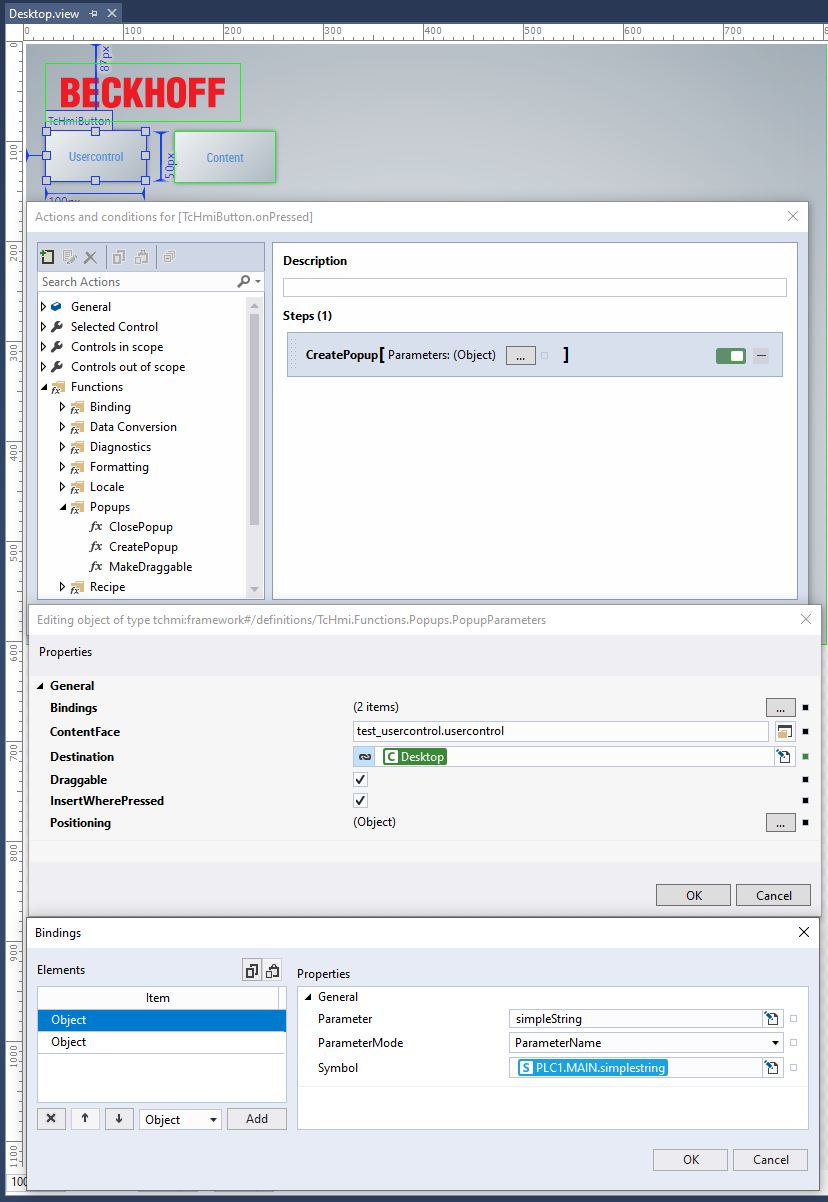 Desktop.view
0 100 200 300 400 500 600 700
0
87px
BECKHOFF
TcHmiButton
Usercontrol
50px
Content
100
100px
Actions and conditions for [TcHmiButton.onPressed]
200
Search Actions
General
Selected Control
Controls in scope
Controls out of scope
Functions
Binding
Data Conversion
Diagnostics
Formatting
Locale
Popups
ClosePopup
CreatePopup
MakeDraggable
Recipe
Description
Steps (1)
CreatePopup[ Parameters: (Object) ... ]
300
400
500
Editing object of type tchmi:framework#/definitions/TcHmi.Functions.Popups.PopupParameters
600
Properties
General
Bindings (2 items) ...
ContentFace test_usercontrol.usercontrol
Destination C Desktop
Draggable
InsertWherePressed
Positioning (Object) ...
700
800
OK Cancel
Bindings
900
Elements
Item
Object
Object
Object Add
Properties
General
Parameter simpleString
ParameterMode ParameterName
Symbol S PLC1.MAIN.simplestring
1000
1100
OK Cancel
100